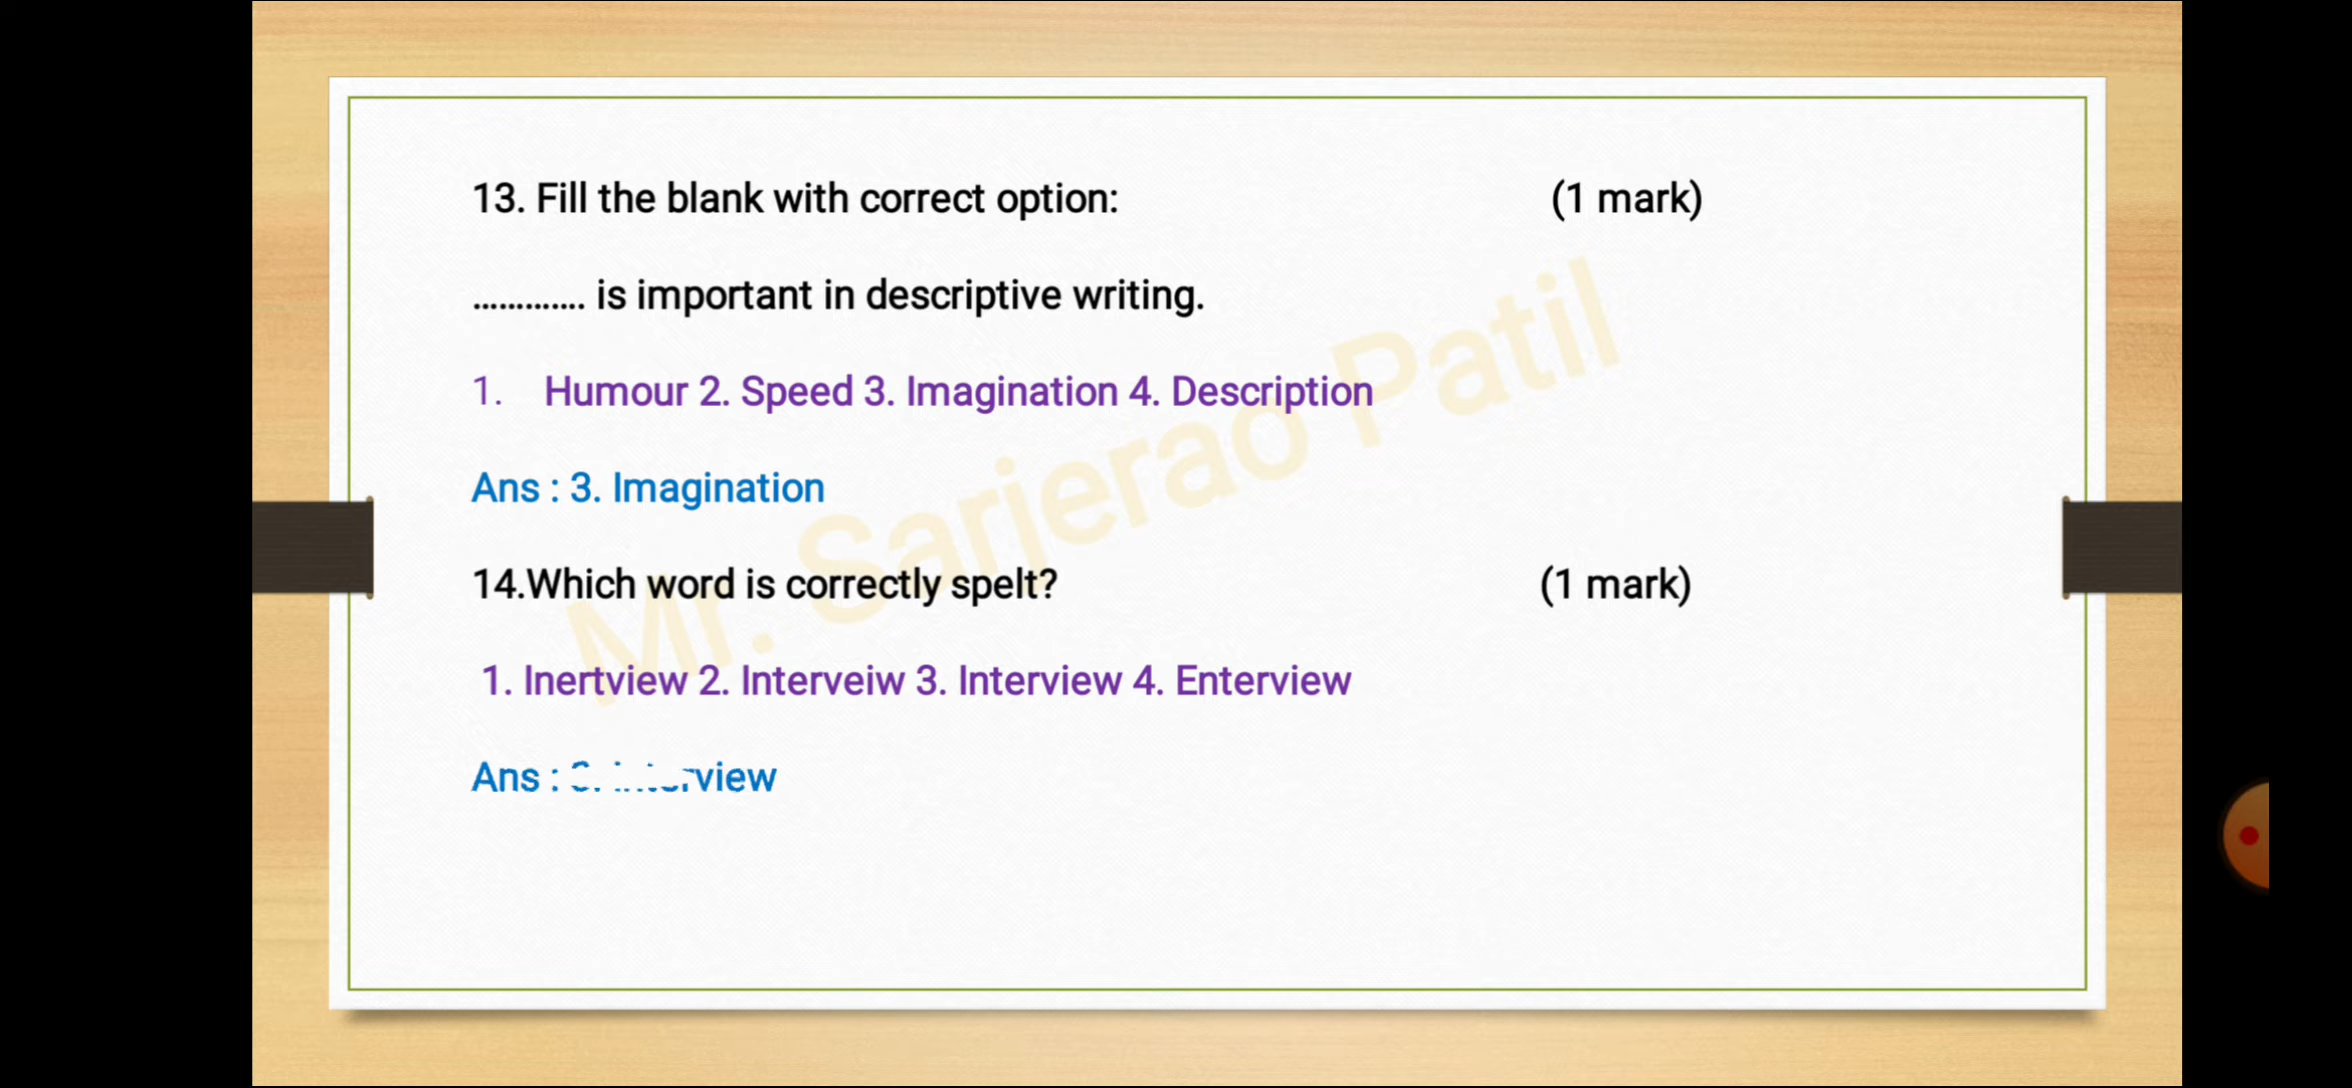 13. Fill the blank with correct option: (1 mark)
............. is important in descriptive writing.
1. Humour 2. Speed 3. Imagination 4. Description
Ans : 3. Imagination
14.Which word is correctly spelt? (1 mark)
1. Inertview 2. Interveiw 3. Interview 4. Enterview
Ans :
Mr. Sarjerao Patil